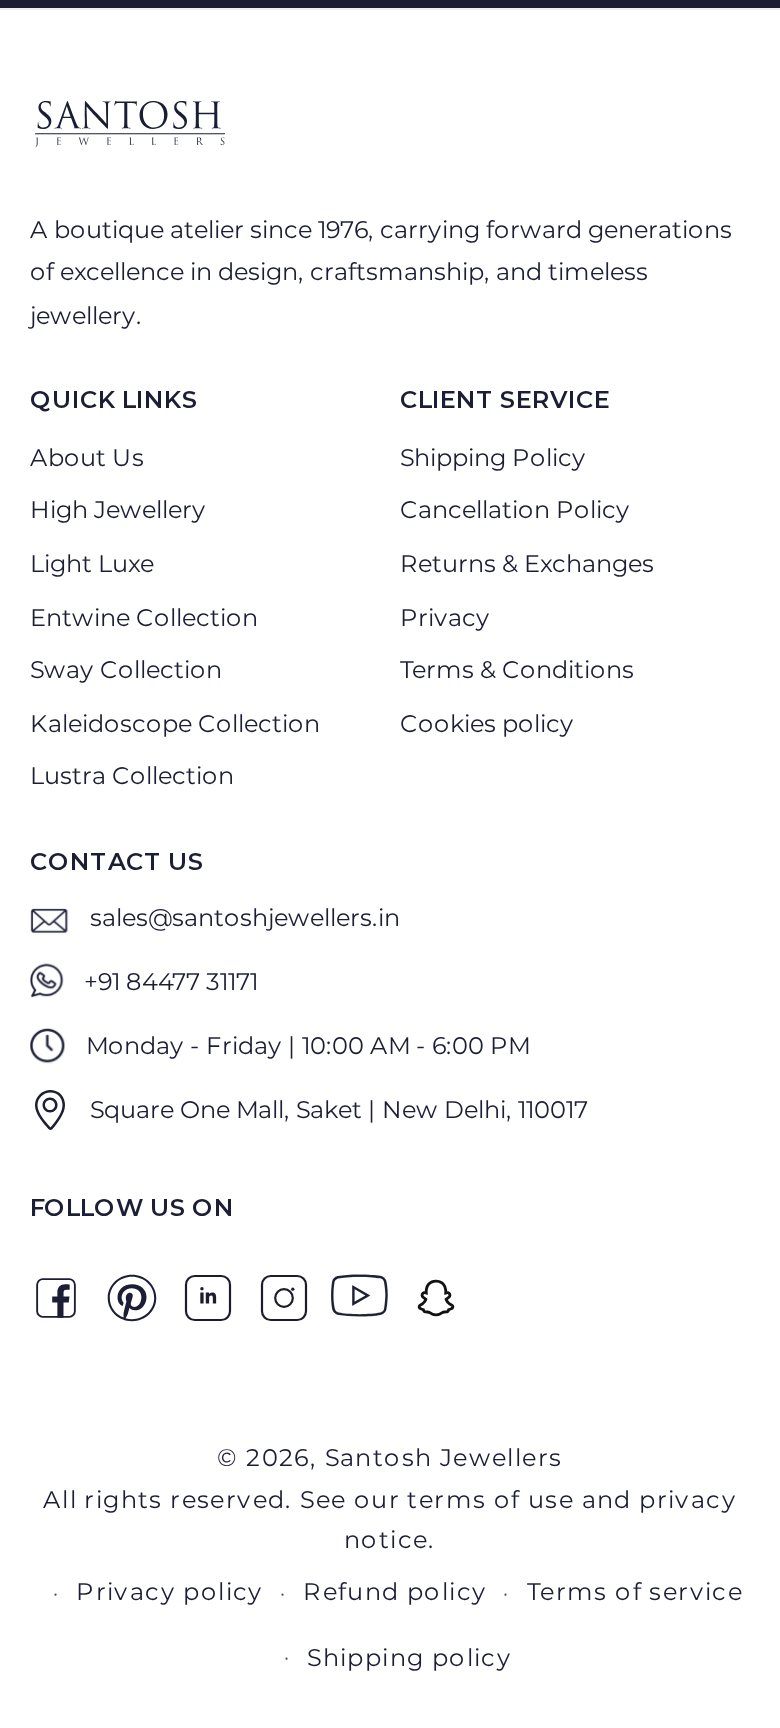 SANTOSH
JEWELLERS
A boutique atelier since 1976, carrying forward generations
of excellence in design, craftsmanship, and timeless
jewellery.
QUICK LINKS
About Us
High Jewellery
Light Luxe
Entwine Collection
Sway Collection
Kaleidoscope Collection
Lustra Collection
CLIENT SERVICE
Shipping Policy
Cancellation Policy
Returns & Exchanges
Privacy
Terms & Conditions
Cookies policy
CONTACT US
sales@santoshjewellers.in
+91 84477 31171
Monday - Friday | 10:00 AM - 6:00 PM
Square One Mall, Saket | New Delhi, 110017
FOLLOW US ON
© 2026, Santosh Jewellers
All rights reserved. See our terms of use and privacy
notice.
· Privacy policy · Refund policy · Terms of service
· Shipping policy